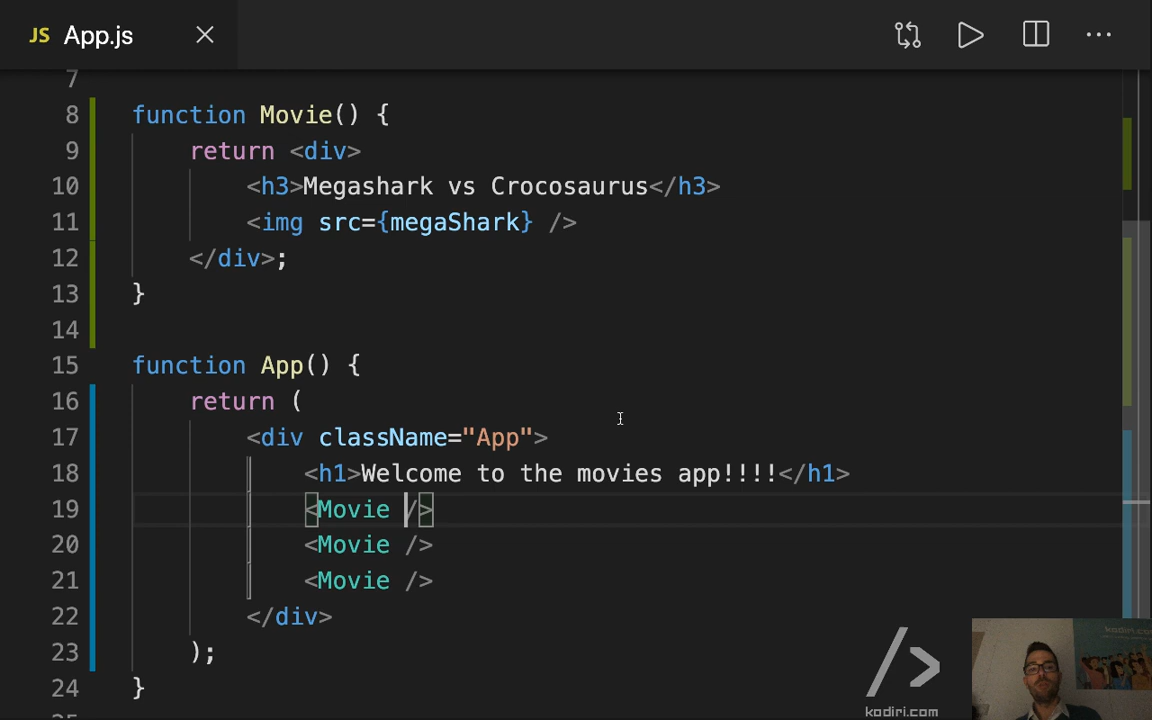 JS App.js
7
8 function Movie() {
9 return <div>
10 <h3>Megashark vs Crocosaurus</h3>
11 <img src={megaShark} />
12 </div>;
13 }
14
15 function App() {
16 return (
17 <div className="App">
18 <h1>Welcome to the movies app!!!!</h1>
19 <Movie />
20 <Movie />
21 <Movie />
22 </div>
23 );
24 }
/>
kodiri.com